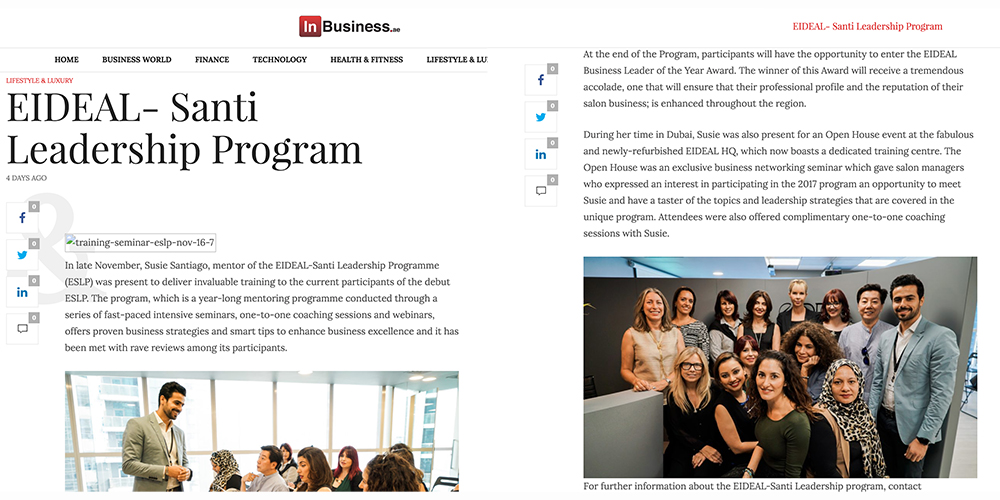 InBusiness.ae
EIDEAL- Santi Leadership Program
HOME BUSINESS WORLD FINANCE TECHNOLOGY HEALTH & FITNESS LIFESTYLE & LU
LIFESTYLE & LUXURY
EIDEAL– Santi
Leadership Program
4 DAYS AGO
3
0
0
0
0
training-seminar-eslp-nov-16-7
In late November, Susie Santiago, mentor of the EIDEAL-Santi Leadership Programme
(ESLP) was present to deliver invaluable training to the current participants of the debut
ESLP. The program, which is a year-long mentoring programme conducted through a
series of fast-paced intensive seminars, one-to-one coaching sessions and webinars,
offers proven business strategies and smart tips to enhance business excellence and it has
been met with rave reviews among its participants.
0
0
0
0
At the end of the Program, participants will have the opportunity to enter the EIDEAL
Business Leader of the Year Award. The winner of this Award will receive a tremendous
accolade, one that will ensure that their professional profile and the reputation of their
salon business; is enhanced throughout the region.
During her time in Dubai, Susie was also present for an Open House event at the fabulous
and newly-refurbished EIDEAL HQ, which now boasts a dedicated training centre. The
Open House was an exclusive business networking seminar which gave salon managers
who expressed an interest in participating in the 2017 program an opportunity to meet
Susie and have a taster of the topics and leadership strategies that are covered in the
unique program. Attendees were also offered complimentary one-to-one coaching
sessions with Susie.
For further information about the EIDEAL-Santi Leadership program, contact